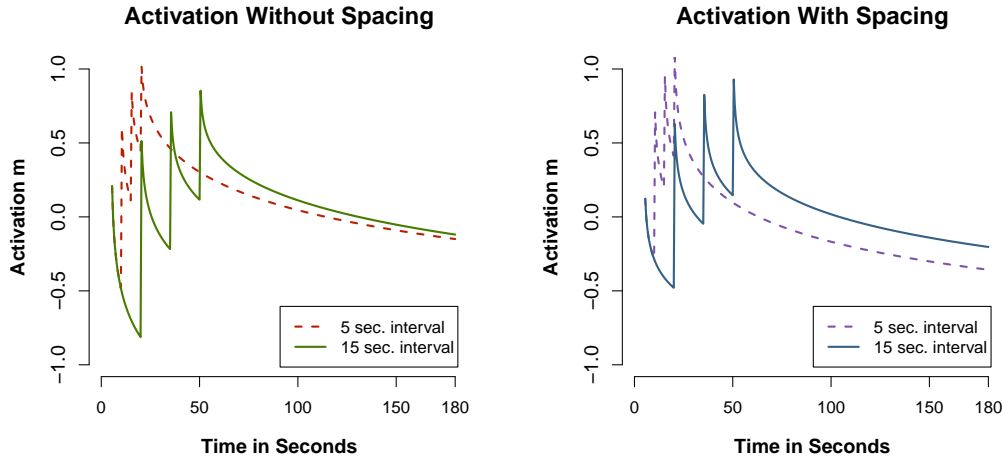 Activation Without Spacing
Activation m
1.0
0.5
0.0
−0.5
−1.0
5 sec. interval
15 sec. interval
0 50 100 150 180
Time in Seconds
Activation With Spacing
Activation m
1.0
0.5
0.0
−0.5
−1.0
5 sec. interval
15 sec. interval
0 50 100 150 180
Time in Seconds